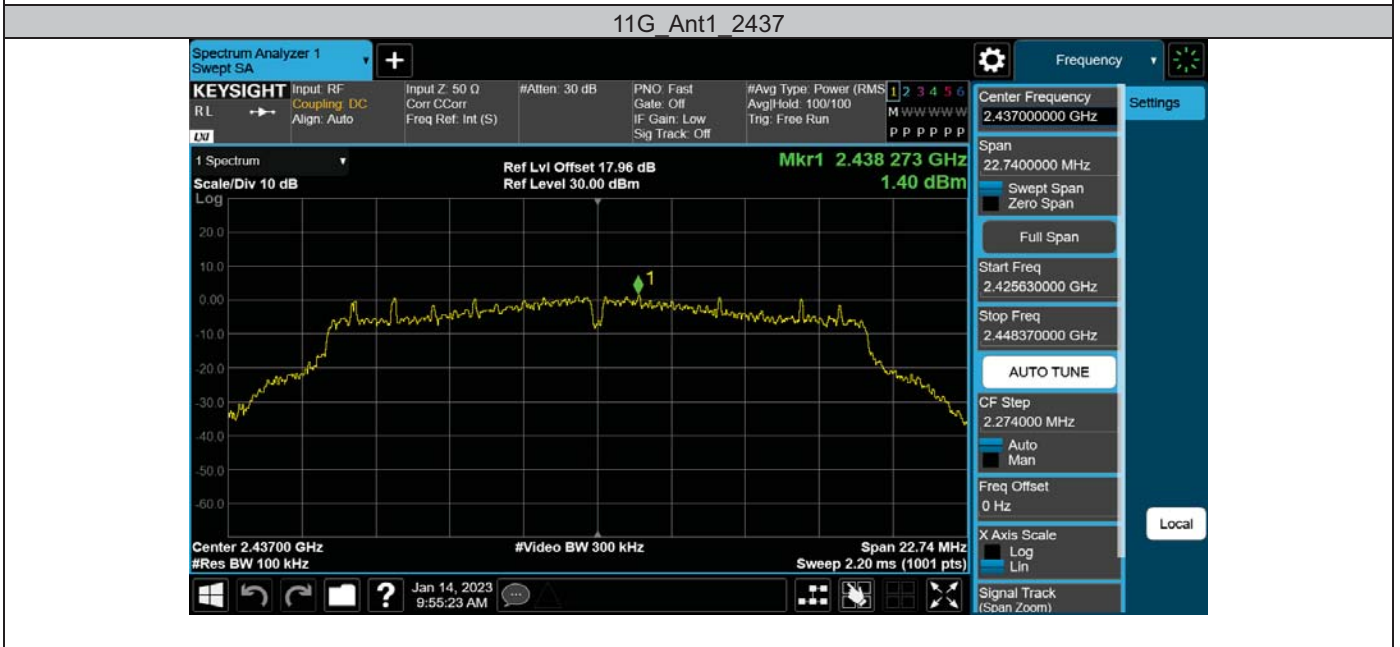 11G_Ant1_2437
Spectrum Analyzer 1
Swept SA
+
Frequency
KEYSIGHT
RL
LXI
Input: RF
Coupling: DC
Align: Auto
Input Z: 50 Ω
Corr CCorr
Freq Ref: Int (S)
#Atten: 30 dB
PNO: Fast
Gate: Off
IF Gain: Low
Sig Track: Off
#Avg Type: Power (RMS
Avg|Hold: 100/100
Trig: Free Run
1 2 3 4 5 6
M W W W W W
P P P P P P
1 Spectrum
Scale/Div 10 dB
Ref Lvl Offset 17.96 dB
Ref Level 30.00 dBm
Mkr1 2.438 273 GHz
1.40 dBm
Log
20.0
10.0
0.00
-10.0
-20.0
-30.0
-40.0
-50.0
-60.0
1
Center 2.43700 GHz
#Res BW 100 kHz
#Video BW 300 kHz
Span 22.74 MHz
Sweep 2.20 ms (1001 pts)
?
Jan 14, 2023
9:55:23 AM
Center Frequency
2.437000000 GHz
Span
22.7400000 MHz
Swept Span
Zero Span
Full Span
Start Freq
2.425630000 GHz
Stop Freq
2.448370000 GHz
AUTO TUNE
CF Step
2.274000 MHz
Auto
Man
Freq Offset
0 Hz
X Axis Scale
Log
Lin
Signal Track
(Span Zoom)
Settings
Local